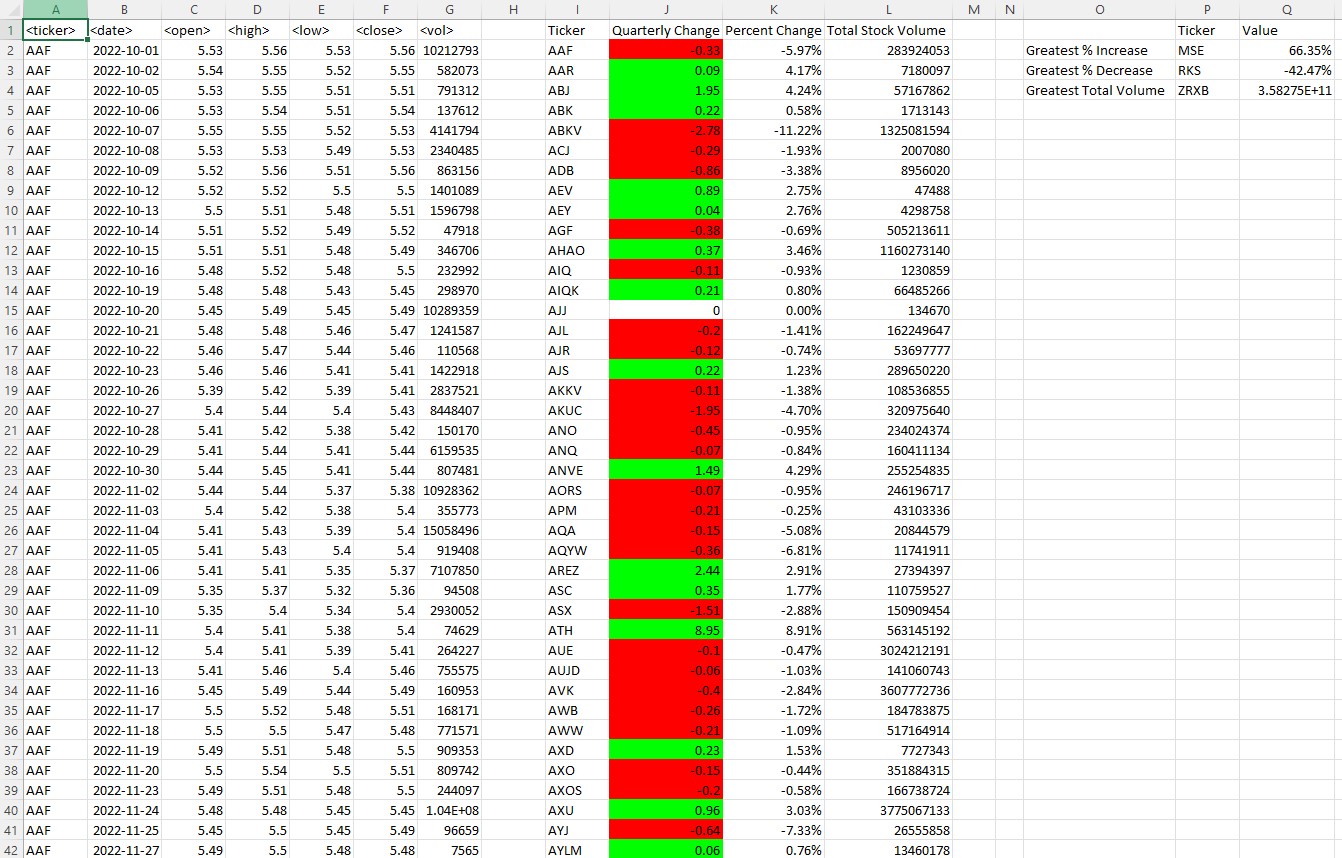 A B C D E F G H I J K L M N O P Q
1 <ticker> <date> <open> <high> <low> <close> <vol> Ticker Quarterly Change Percent Change Total Stock Volume Ticker Value
2 AAF 2022-10-01 5.53 5.56 5.53 5.56 10212793 AAF -0.33 -5.97% 283924053 Greatest % Increase MSE 66.35%
3 AAF 2022-10-02 5.54 5.55 5.52 5.55 582073 AAR 0.09 4.17% 7180097 Greatest % Decrease RKS -42.47%
4 AAF 2022-10-05 5.53 5.55 5.51 5.51 791312 ABJ 1.95 4.24% 57167862 Greatest Total Volume ZRXB 3.58275E+11
5 AAF 2022-10-06 5.53 5.54 5.51 5.54 137612 ABK 0.22 0.58% 1713143
6 AAF 2022-10-07 5.55 5.55 5.52 5.53 4141794 ABKV -2.78 -11.22% 1325081594
7 AAF 2022-10-08 5.53 5.53 5.49 5.53 2340485 ACJ -0.29 -1.93% 2007080
8 AAF 2022-10-09 5.52 5.56 5.51 5.56 863156 ADB -0.86 -3.38% 8956020
9 AAF 2022-10-12 5.52 5.52 5.5 5.5 1401089 AEV 0.89 2.75% 47488
10 AAF 2022-10-13 5.5 5.51 5.48 5.51 1596798 AEY 0.04 2.76% 4298758
11 AAF 2022-10-14 5.51 5.52 5.49 5.52 47918 AGF -0.38 -0.69% 505213611
12 AAF 2022-10-15 5.51 5.51 5.48 5.49 346706 AHAO 0.37 3.46% 1160273140
13 AAF 2022-10-16 5.48 5.52 5.48 5.5 232992 AIQ -0.11 -0.93% 1230859
14 AAF 2022-10-19 5.48 5.48 5.43 5.45 298970 AIQK 0.21 0.80% 66485266
15 AAF 2022-10-20 5.45 5.49 5.45 5.49 10289359 AJJ 0 0.00% 134670
16 AAF 2022-10-21 5.48 5.48 5.46 5.47 1241587 AJL -0.2 -1.41% 162249647
17 AAF 2022-10-22 5.46 5.47 5.44 5.46 110568 AJR -0.12 -0.74% 53697777
18 AAF 2022-10-23 5.46 5.46 5.41 5.41 1422918 AJS 0.22 1.23% 289650220
19 AAF 2022-10-26 5.39 5.42 5.39 5.41 2837521 AKKV -0.11 -1.38% 108536855
20 AAF 2022-10-27 5.4 5.44 5.4 5.43 8448407 AKUC -1.95 -4.70% 320975640
21 AAF 2022-10-28 5.41 5.42 5.38 5.42 150170 ANO -0.45 -0.95% 234024374
22 AAF 2022-10-29 5.41 5.44 5.41 5.44 6159535 ANQ -0.07 -0.84% 160411134
23 AAF 2022-10-30 5.44 5.45 5.41 5.44 807481 ANVE 1.49 4.29% 255254835
24 AAF 2022-11-02 5.44 5.44 5.37 5.38 10928362 AORS -0.07 -0.95% 246196717
25 AAF 2022-11-03 5.4 5.42 5.38 5.4 355773 APM -0.21 -0.25% 43103336
26 AAF 2022-11-04 5.41 5.43 5.39 5.4 15058496 AQA -0.15 -5.08% 20844579
27 AAF 2022-11-05 5.41 5.43 5.4 5.4 919408 AQYW -0.36 -6.81% 11741911
28 AAF 2022-11-06 5.41 5.41 5.35 5.37 7107850 AREZ 2.44 2.91% 27394397
29 AAF 2022-11-09 5.35 5.37 5.32 5.36 94508 ASC 0.35 1.77% 110759527
30 AAF 2022-11-10 5.35 5.4 5.34 5.4 2930052 ASX -1.51 -2.88% 150909454
31 AAF 2022-11-11 5.4 5.41 5.38 5.4 74629 ATH 8.95 8.91% 563145192
32 AAF 2022-11-12 5.4 5.41 5.39 5.41 264227 AUE -0.1 -0.47% 3024212191
33 AAF 2022-11-13 5.41 5.46 5.4 5.46 755575 AUJD -0.06 -1.03% 141060743
34 AAF 2022-11-16 5.45 5.49 5.44 5.49 160953 AVK -0.4 -2.84% 3607772736
35 AAF 2022-11-17 5.5 5.52 5.48 5.51 168171 AWB -0.26 -1.72% 184783875
36 AAF 2022-11-18 5.5 5.5 5.47 5.48 771571 AWW -0.21 -1.09% 517164914
37 AAF 2022-11-19 5.49 5.51 5.48 5.5 909353 AXD 0.23 1.53% 7727343
38 AAF 2022-11-20 5.5 5.54 5.5 5.51 809742 AXO -0.15 -0.44% 351884315
39 AAF 2022-11-23 5.49 5.51 5.48 5.5 244097 AXOS -0.2 -0.58% 166738724
40 AAF 2022-11-24 5.48 5.48 5.45 5.45 1.04E+08 AXU 0.96 3.03% 3775067133
41 AAF 2022-11-25 5.45 5.5 5.45 5.49 96659 AYJ -0.64 -7.33% 26555858
42 AAF 2022-11-27 5.49 5.5 5.48 5.48 7565 AYLM 0.06 0.76% 13460178